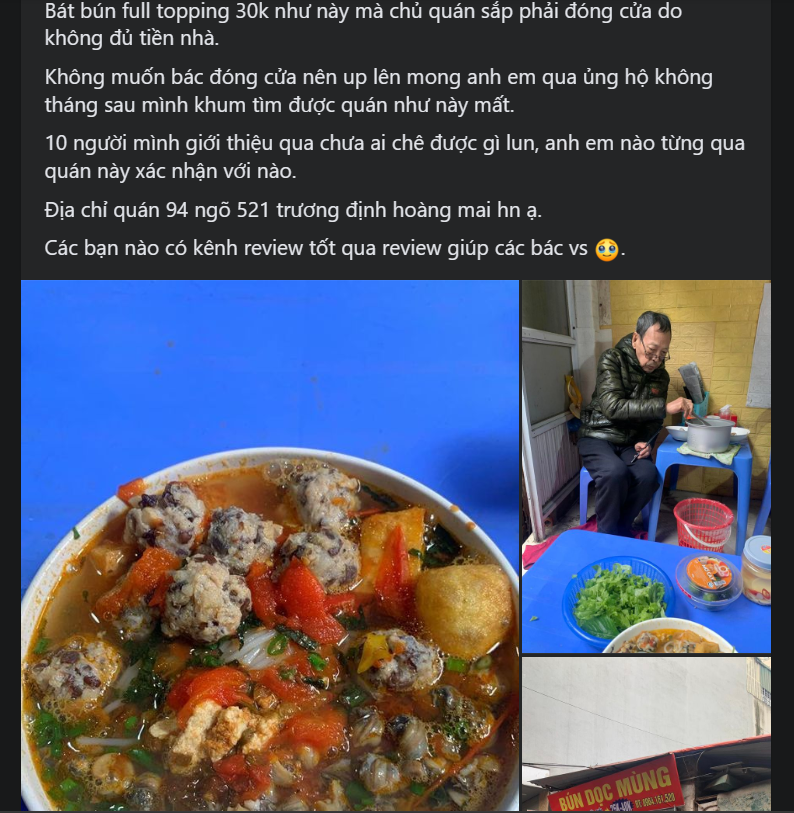 Bát bún full topping 30k như này mà chủ quán sắp phải đóng cửa do
không đủ tiền nhà.
Không muốn bác đóng cửa nên up lên mong anh em qua ủng hộ không
tháng sau mình khum tìm được quán như này mất.
10 người mình giới thiệu qua chưa ai chê được gì lun, anh em nào từng qua
quán này xác nhận với nào.
Địa chỉ quán 94 ngõ 521 trương định hoàng mai hn ạ.
Các bạn nào có kênh review tốt qua review giúp các bác vs 🥹.
BÚN DỌC MÙNG